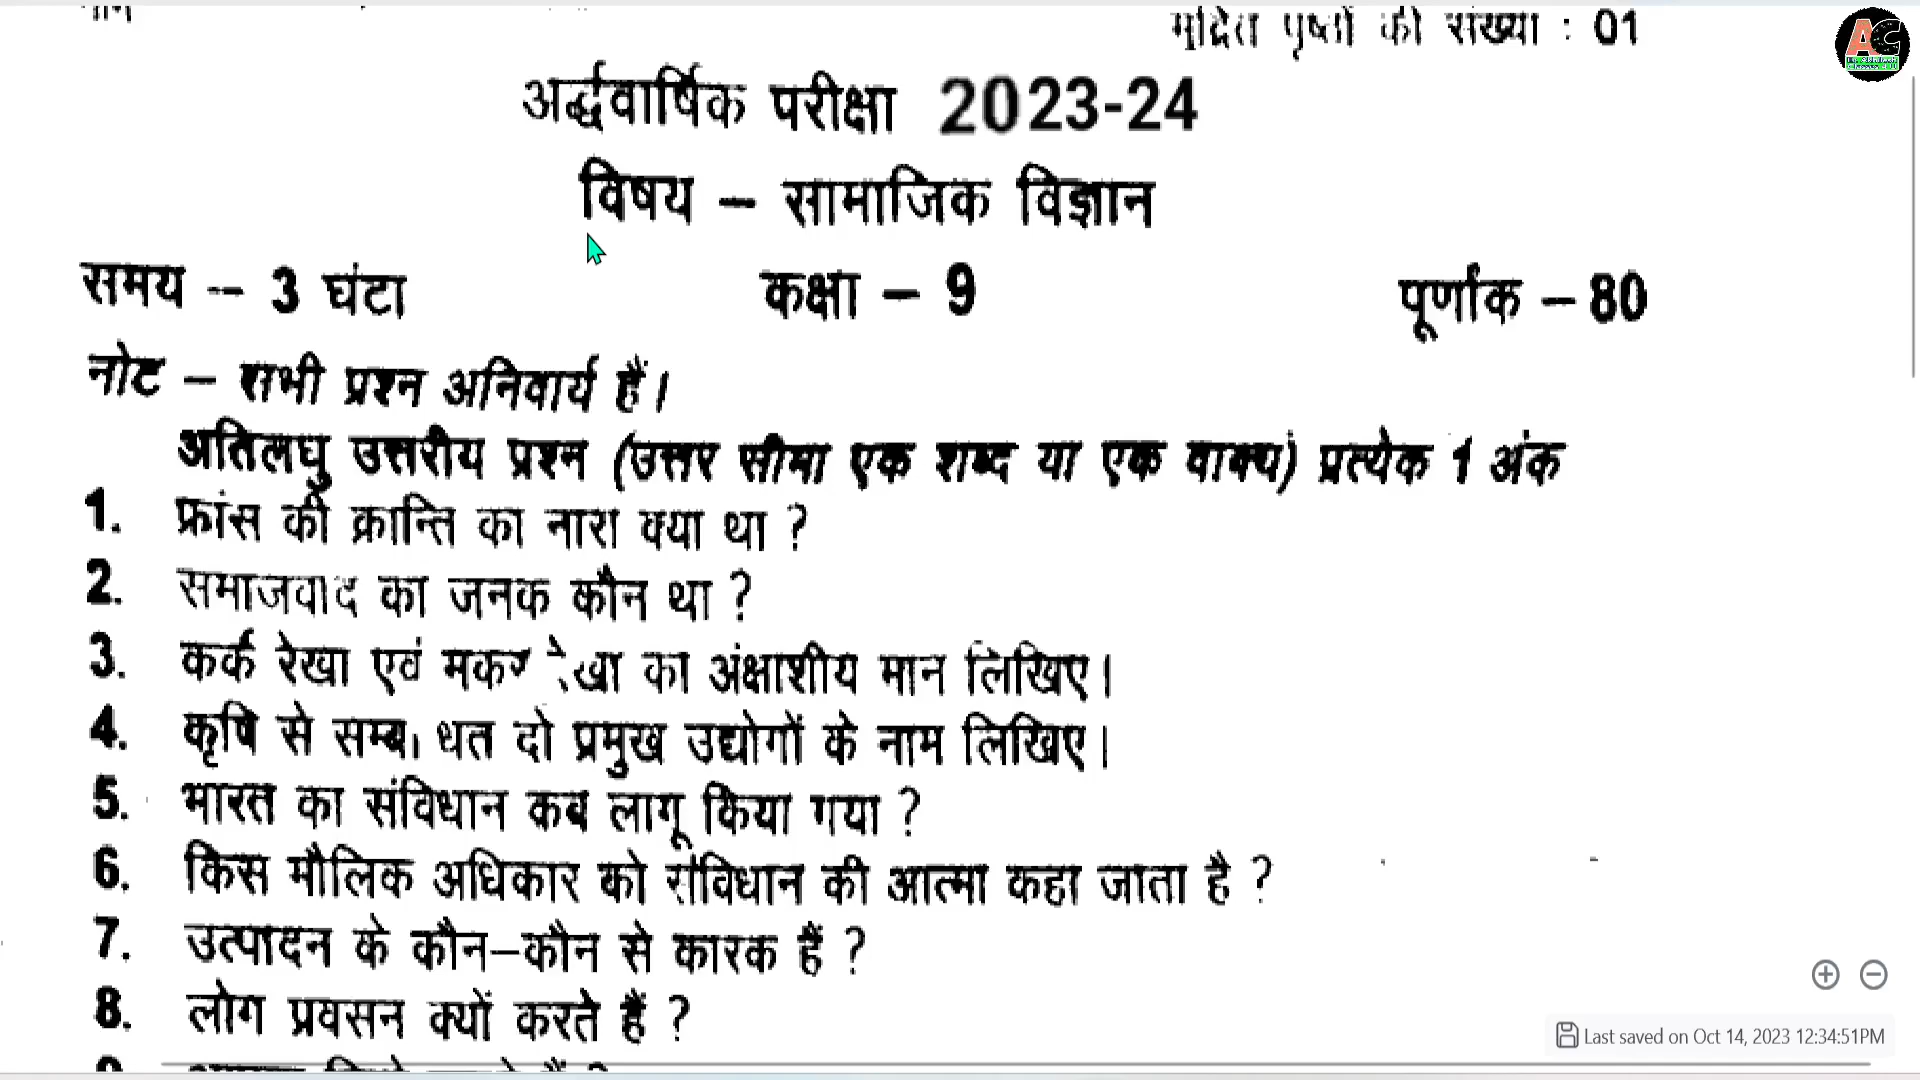 नाम
मुद्रित पृष्ठों की संख्या : 01
AC
अर्द्धवार्षिक परीक्षा 2023-24
विषय – सामाजिक विज्ञान
समय – 3 घंटा कक्षा – 9 पूर्णांक – 80
नोट – सभी प्रश्न अनिवार्य हैं।
अतिलघु उत्तरीय प्रश्न (उत्तर सीमा एक शब्द या एक वाक्य) प्रत्येक 1 अंक
1. फ्रांस की क्रान्ति का नारा क्या था ?
2. समाजवाद का जनक कौन था ?
3. कर्क रेखा एवं मकर रेखा का अंक्षाशीय मान लिखिए।
4. कृषि से सम्बन्धित दो प्रमुख उद्योगों के नाम लिखिए।
5. भारत का संविधान कब लागू किया गया ?
6. किस मौलिक अधिकार को संविधान की आत्मा कहा जाता है ?
7. उत्पादन के कौन–कौन से कारक हैं ?
8. लोग प्रवसन क्यों करते हैं ?
Last saved on Oct 14, 2023 12:34:51PM